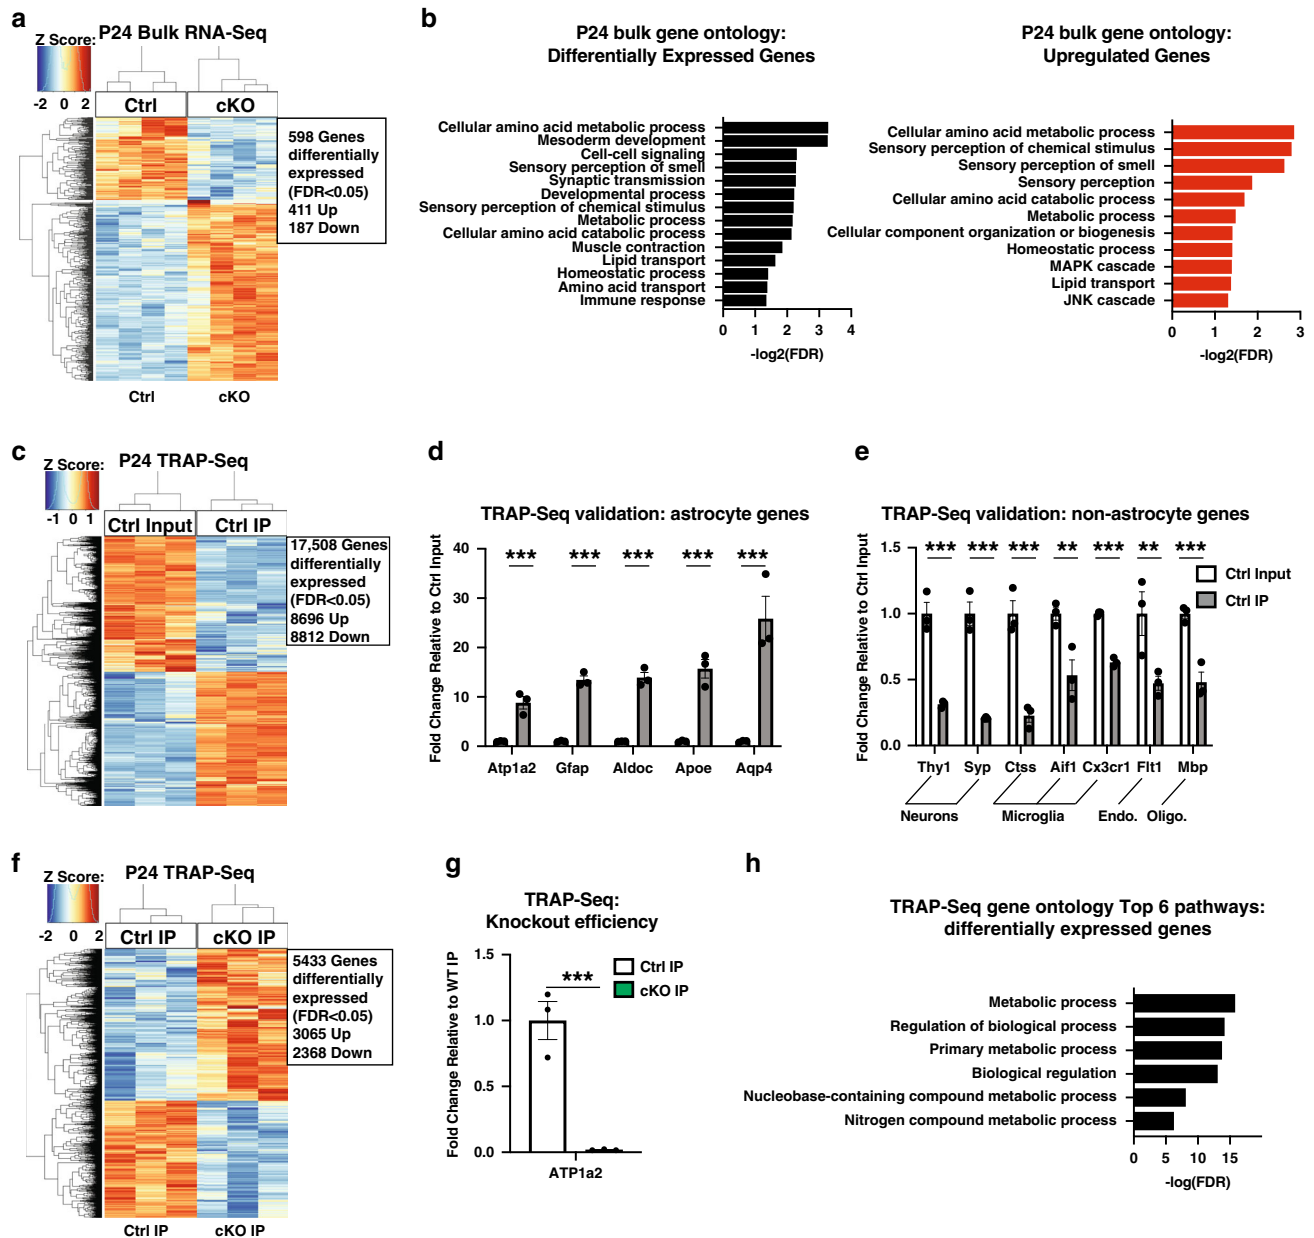 a
P24 Bulk RNA-Seq
Z Score:
-2 0 2
Ctrl cKO
598 Genes
differentially
expressed
(FDR<0.05)
411 Up
187 Down
Ctrl cKO
b
P24 bulk gene ontology:
Differentially Expressed Genes
Cellular amino acid metabolic process
Mesoderm development
Cell-cell signaling
Sensory perception of smell
Synaptic transmission
Developmental process
Sensory perception of chemical stimulus
Metabolic process
Cellular amino acid catabolic process
Muscle contraction
Lipid transport
Homeostatic process
Amino acid transport
Immune response
0 1 2 3 4
-log2(FDR)
P24 bulk gene ontology:
Upregulated Genes
Cellular amino acid metabolic process
Sensory perception of chemical stimulus
Sensory perception of smell
Sensory perception
Cellular amino acid catabolic process
Metabolic process
Cellular component organization or biogenesis
Homeostatic process
MAPK cascade
Lipid transport
JNK cascade
0 1 2 3
-log2(FDR)
c
P24 TRAP-Seq
Z Score:
-1 0 1
Ctrl Input Ctrl IP
17,508 Genes
differentially
expressed
(FDR<0.05)
8696 Up
8812 Down
d
TRAP-Seq validation: astrocyte genes
Fold Change Relative to Ctrl Input
40
30
20
10
0
*** *** *** *** ***
Atp1a2 Gfap Aldoc Apoe Aqp4
e
TRAP-Seq validation: non-astrocyte genes
Fold Change Relative to Ctrl Input
1.5
1.0
0.5
0.0
*** *** *** ** *** ** ***
Ctrl Input
Ctrl IP
Thy1 Syp Ctss Aif1 Cx3cr1 Flt1 Mbp
Neurons Microglia Endo. Oligo.
f
P24 TRAP-Seq
Z Score:
-2 0 2
Ctrl IP cKO IP
5433 Genes
differentially
expressed
(FDR<0.05)
3065 Up
2368 Down
Ctrl IP cKO IP
g
TRAP-Seq:
Knockout efficiency
Fold Change Relative to WT IP
1.5
1.0
0.5
0.0
***
Ctrl IP
cKO IP
ATP1a2
h
TRAP-Seq gene ontology Top 6 pathways:
differentially expressed genes
Metabolic process
Regulation of biological process
Primary metabolic process
Biological regulation
Nucleobase-containing compound metabolic process
Nitrogen compound metabolic process
0 5 10 15
-log(FDR)